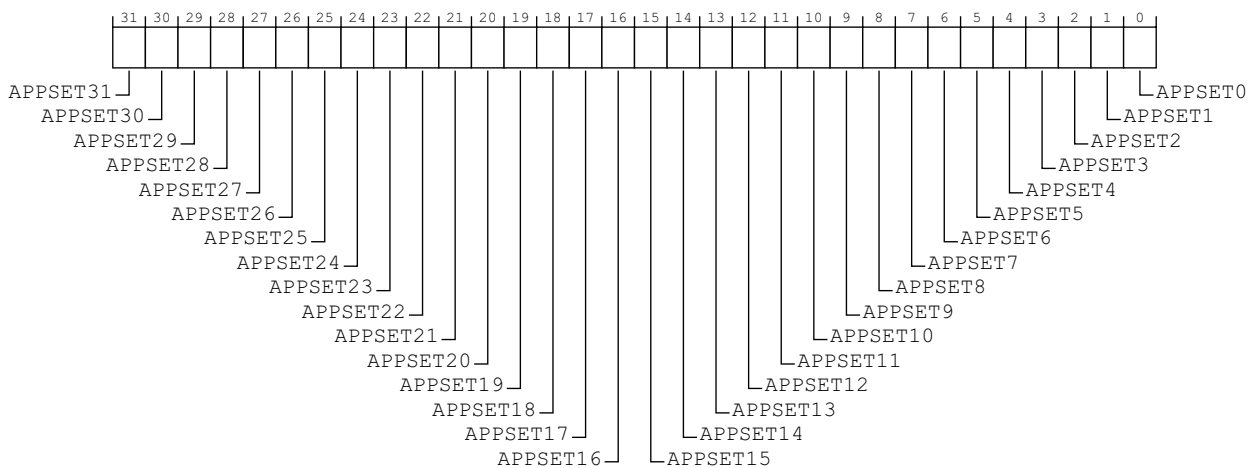 31 30 29 28 27 26 25 24 23 22 21 20 19 18 17 16 15 14 13 12 11 10 9 8 7 6 5 4 3 2 1 0
APPSET31 APPSET0
APPSET30 APPSET1
APPSET29 APPSET2
APPSET28 APPSET3
APPSET27 APPSET4
APPSET26 APPSET5
APPSET25 APPSET6
APPSET24 APPSET7
APPSET23 APPSET8
APPSET22 APPSET9
APPSET21 APPSET10
APPSET20 APPSET11
APPSET19 APPSET12
APPSET18 APPSET13
APPSET17 APPSET14
APPSET16 APPSET15